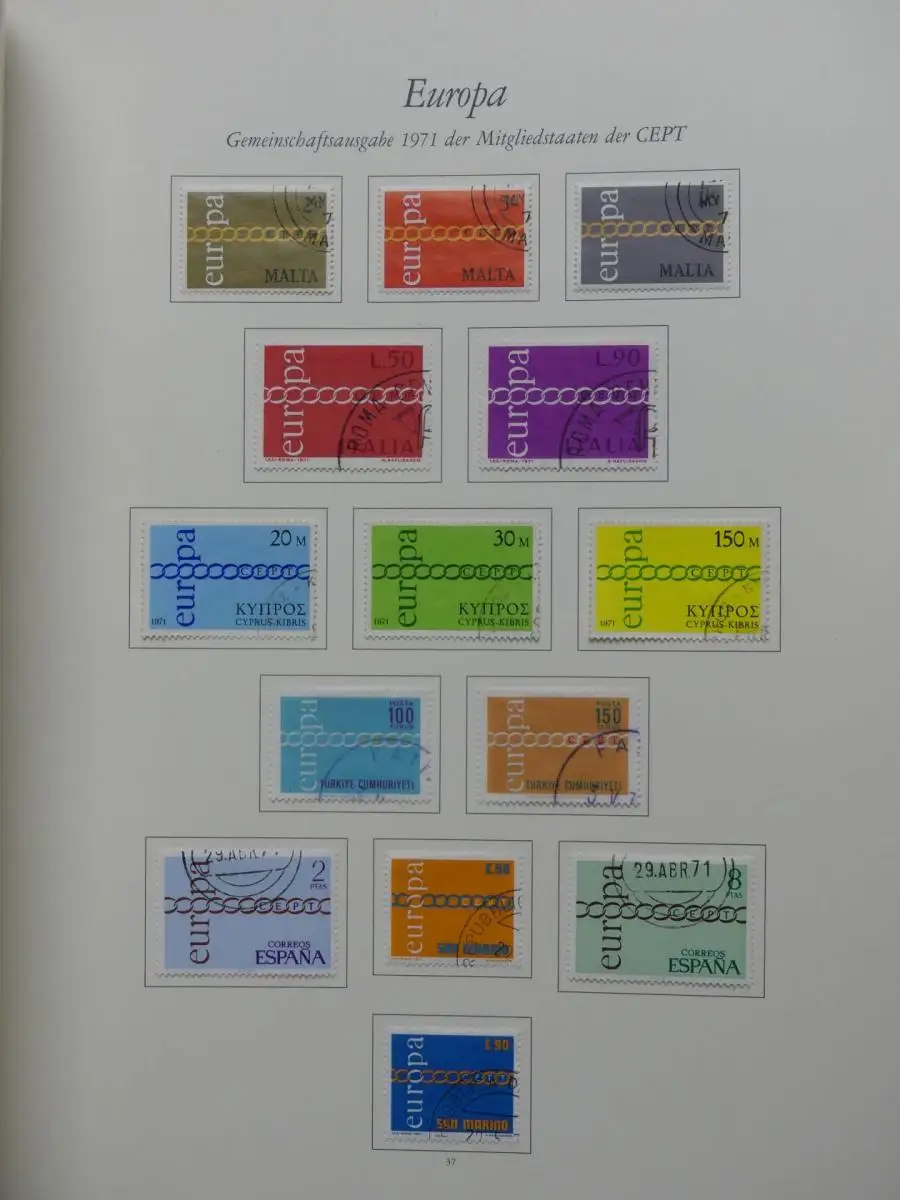 Europa
Gemeinschaftsausgabe 1971 der Mitgliedstaaten der CEPT
europa
MALTA
europa
MALTA
europa
MALTA
europa
L.50
ROMA
ITALIA
europa
L.90
ROMA
ITALIA
europa
20 M
CEPT
ΚΥΠΡΟΣ
1971 CYPRUS-KIBRIS
europa
30 M
CEPT
ΚΥΠΡΟΣ
1971 CYPRUS-KIBRIS
europa
150 M
CEPT
ΚΥΠΡΟΣ
1971 CYPRUS-KIBRIS
europa
POSTA
100
TÜRKİYE CUMHURİYETİ
europa
POSTA
150
CEPT
TÜRKİYE CUMHURİYETİ
29.ABR.71
europa
2
PTAS
CEPT
CORREOS
ESPAÑA
europa
£.50
SAN MARINO
29.ABR.71
europa
8
PTAS
CEPT
CORREOS
ESPAÑA
europa
£.90
SAN MARINO
37